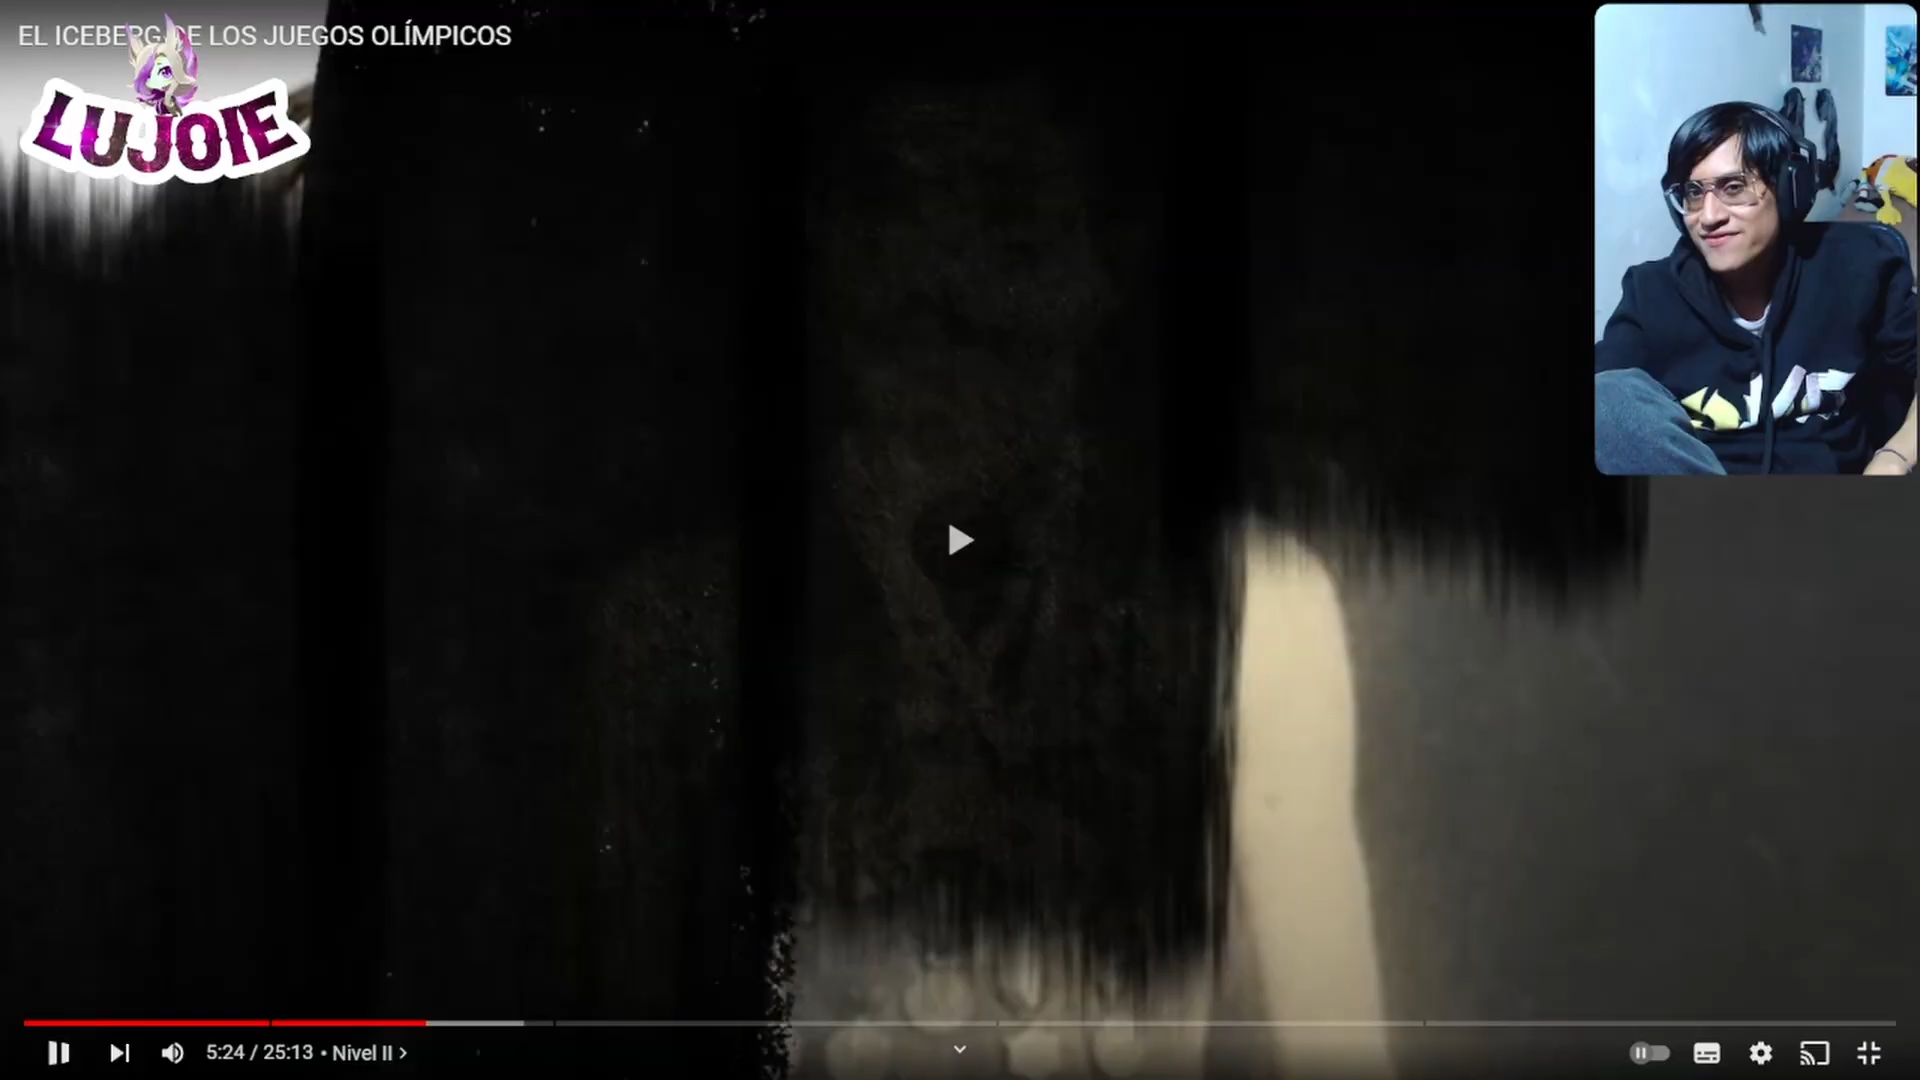 EL ICEBERG DE LOS JUEGOS OLÍMPICOS
LUJOIE
5:24 / 25:13 • Nivel II >